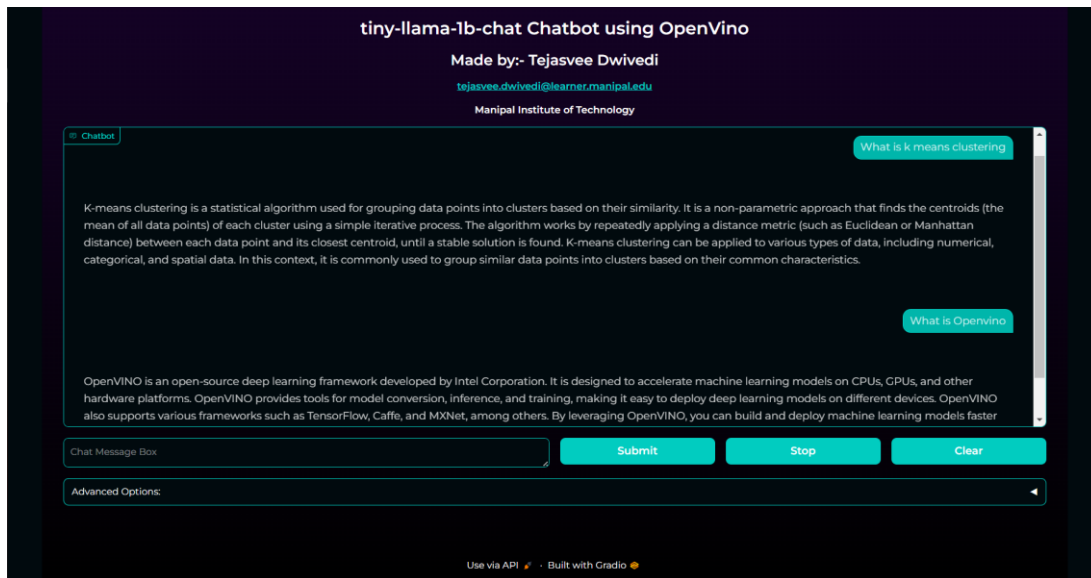 tiny-llama-1b-chat Chatbot using OpenVino
Made by:- Tejasvee Dwivedi
tejasvee.dwivedi@learner.manipal.edu
Manipal Institute of Technology
Chatbot
What is k means clustering
K-means clustering is a statistical algorithm used for grouping data points into clusters based on their similarity. It is a non-parametric approach that finds the centroids (the
mean of all data points) of each cluster using a simple iterative process. The algorithm works by repeatedly applying a distance metric (such as Euclidean or Manhattan
distance) between each data point and its closest centroid, until a stable solution is found. K-means clustering can be applied to various types of data, including numerical,
categorical, and spatial data. In this context, it is commonly used to group similar data points into clusters based on their common characteristics.
What is Openvino
OpenVINO is an open-source deep learning framework developed by Intel Corporation. It is designed to accelerate machine learning models on CPUs, GPUs, and other
hardware platforms. OpenVINO provides tools for model conversion, inference, and training, making it easy to deploy deep learning models on different devices. OpenVINO
also supports various frameworks such as TensorFlow, Caffe, and MXNet, among others. By leveraging OpenVINO, you can build and deploy machine learning models faster
Chat Message Box
Submit
Stop
Clear
Advanced Options:
Use via API · Built with Gradio